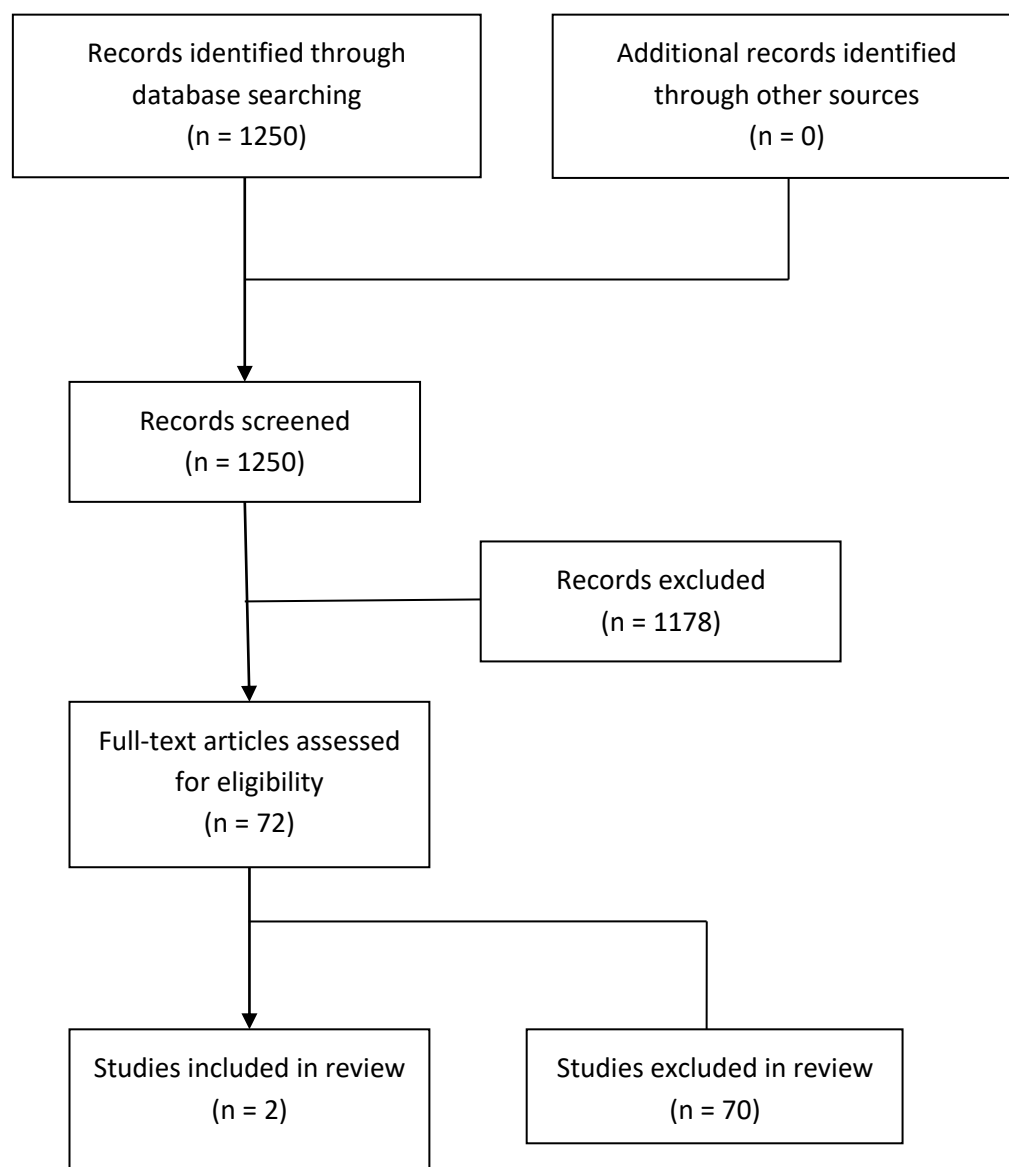 Records identified through
database searching
(n = 1250)
Additional records identified
through other sources
(n = 0)
Records screened
(n = 1250)
Records excluded
(n = 1178)
Full-text articles assessed
for eligibility
(n = 72)
Studies included in review
(n = 2)
Studies excluded in review
(n = 70)